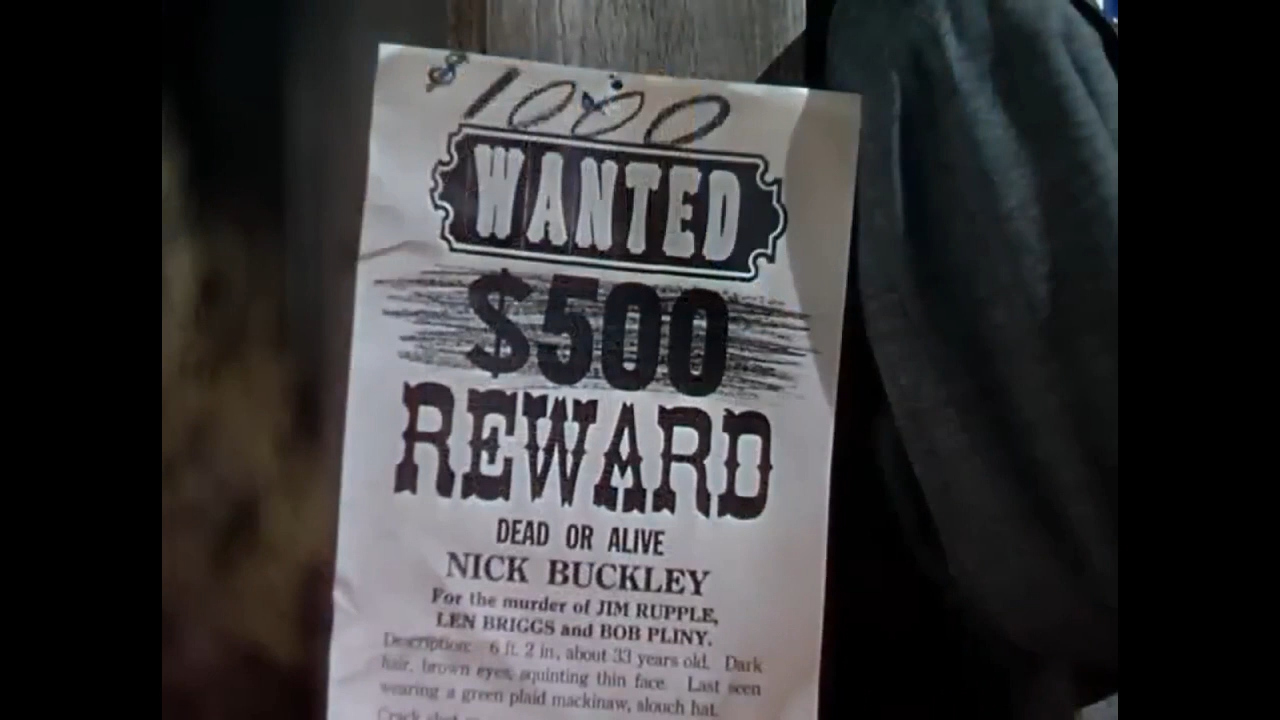 $1000
WANTED
$500
REWARD
DEAD OR ALIVE
NICK BUCKLEY
For the murder of JIM RUPPLE,
LEN BRIGGS and BOB PLINY.
Description: 6 ft. 2 in, about 33 years old. Dark
hair, brown eyes, squinting thin face. Last seen
wearing a green plaid mackinaw, slouch hat.
Crack shot